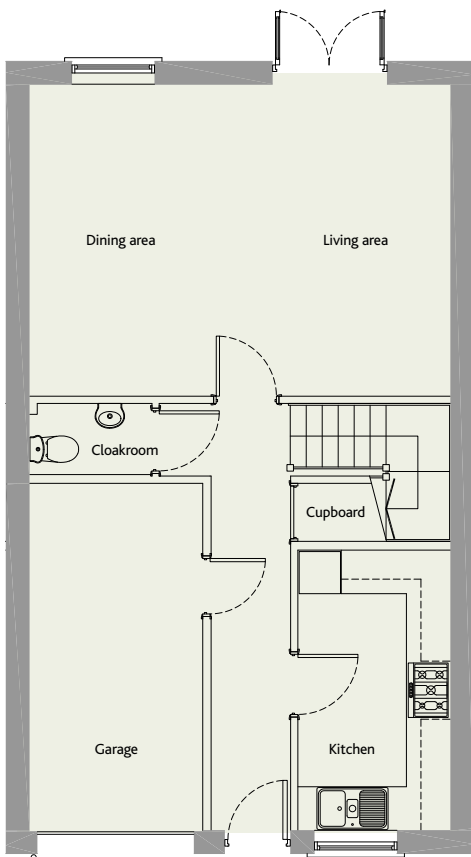 Dining area
Living area
Cloakroom
Cupboard
Garage
Kitchen